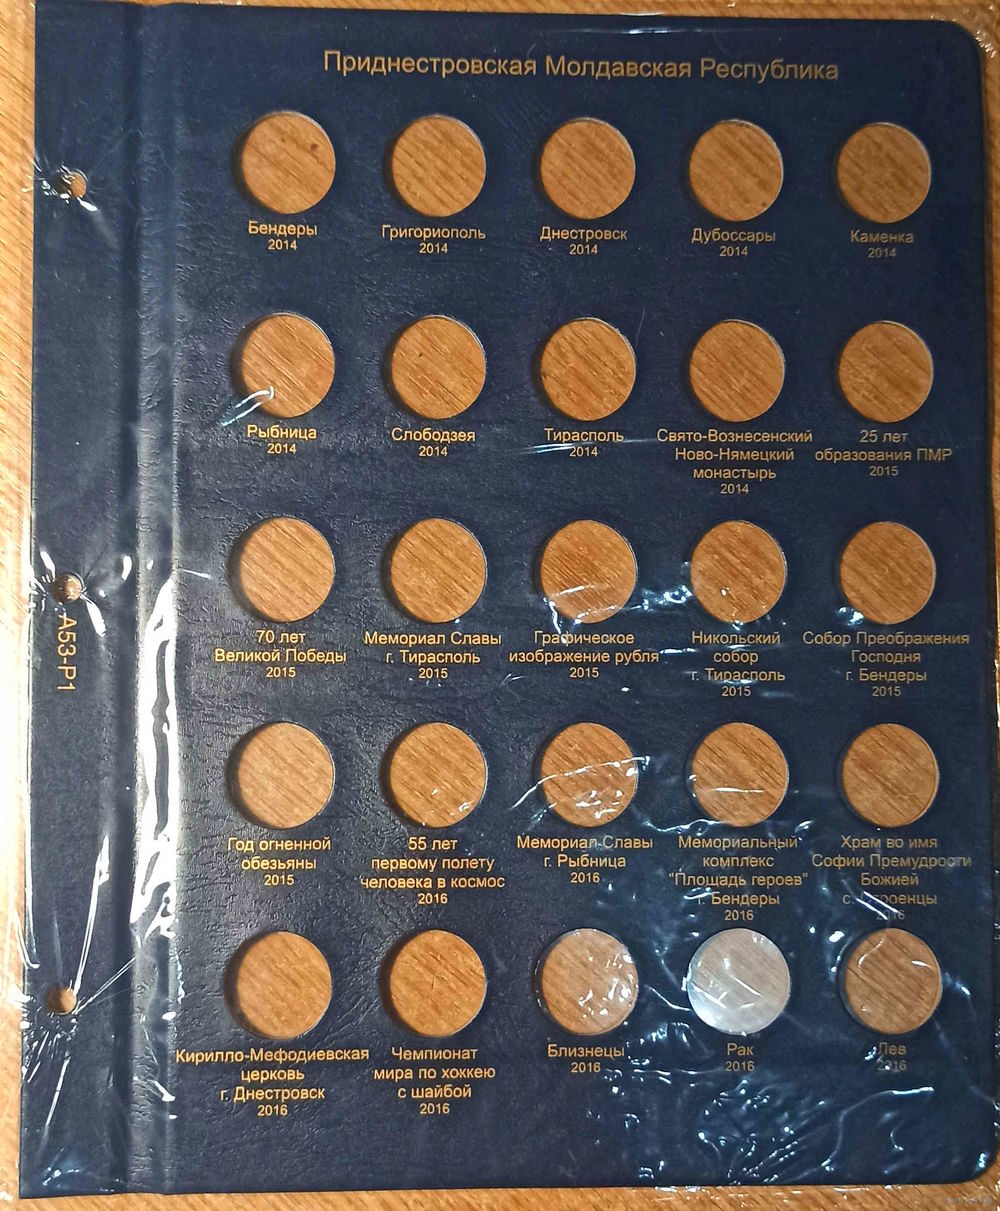 Приднестровская Молдавская Республика
Бендеры
2014
Григориополь
2014
Днестровск
2014
Дубоссары
2014
Каменка
2014
Рыбница
2014
Слободзея
2014
Тирасполь
2014
Свято-Вознесенский
Ново-Нямецкий
монастырь
2014
25 лет
образования ПМР
2015
70 лет
Великой Победы
2015
Мемориал Славы
г. Тирасполь
2015
Графическое
изображение рубля
2015
Никольский
собор
г. Тирасполь
2015
Собор Преображения
Господня
г. Бендеры
2015
Год огненной
обезьяны
2015
55 лет
первому полету
человека в космос
2016
Мемориал Славы
г. Рыбница
2016
Мемориальный
комплекс
"Площадь героев"
г. Бендеры
2016
Храм во имя
Софии Премудрости
Божией
с.
2016
Кирилло-Мефодиевская
церковь
г. Днестровск
2016
Чемпионат
мира по хоккею
с шайбой
2016
Близнецы
2016
Рак
2016
Лев
2016
А53-Р1